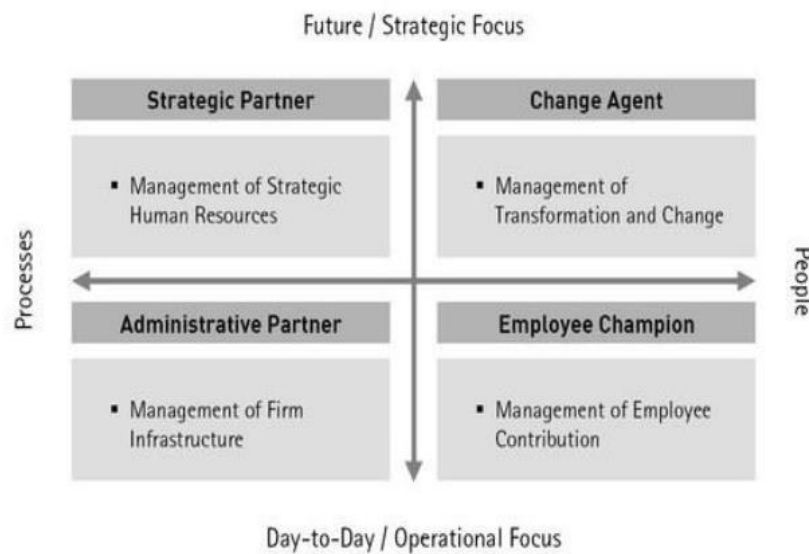 Future / Strategic Focus
Strategic Partner
▪ Management of Strategic
Human Resources
Change Agent
▪ Management of
Transformation and Change
Processes
People
Administrative Partner
▪ Management of Firm
Infrastructure
Employee Champion
▪ Management of Employee
Contribution
Day-to-Day / Operational Focus